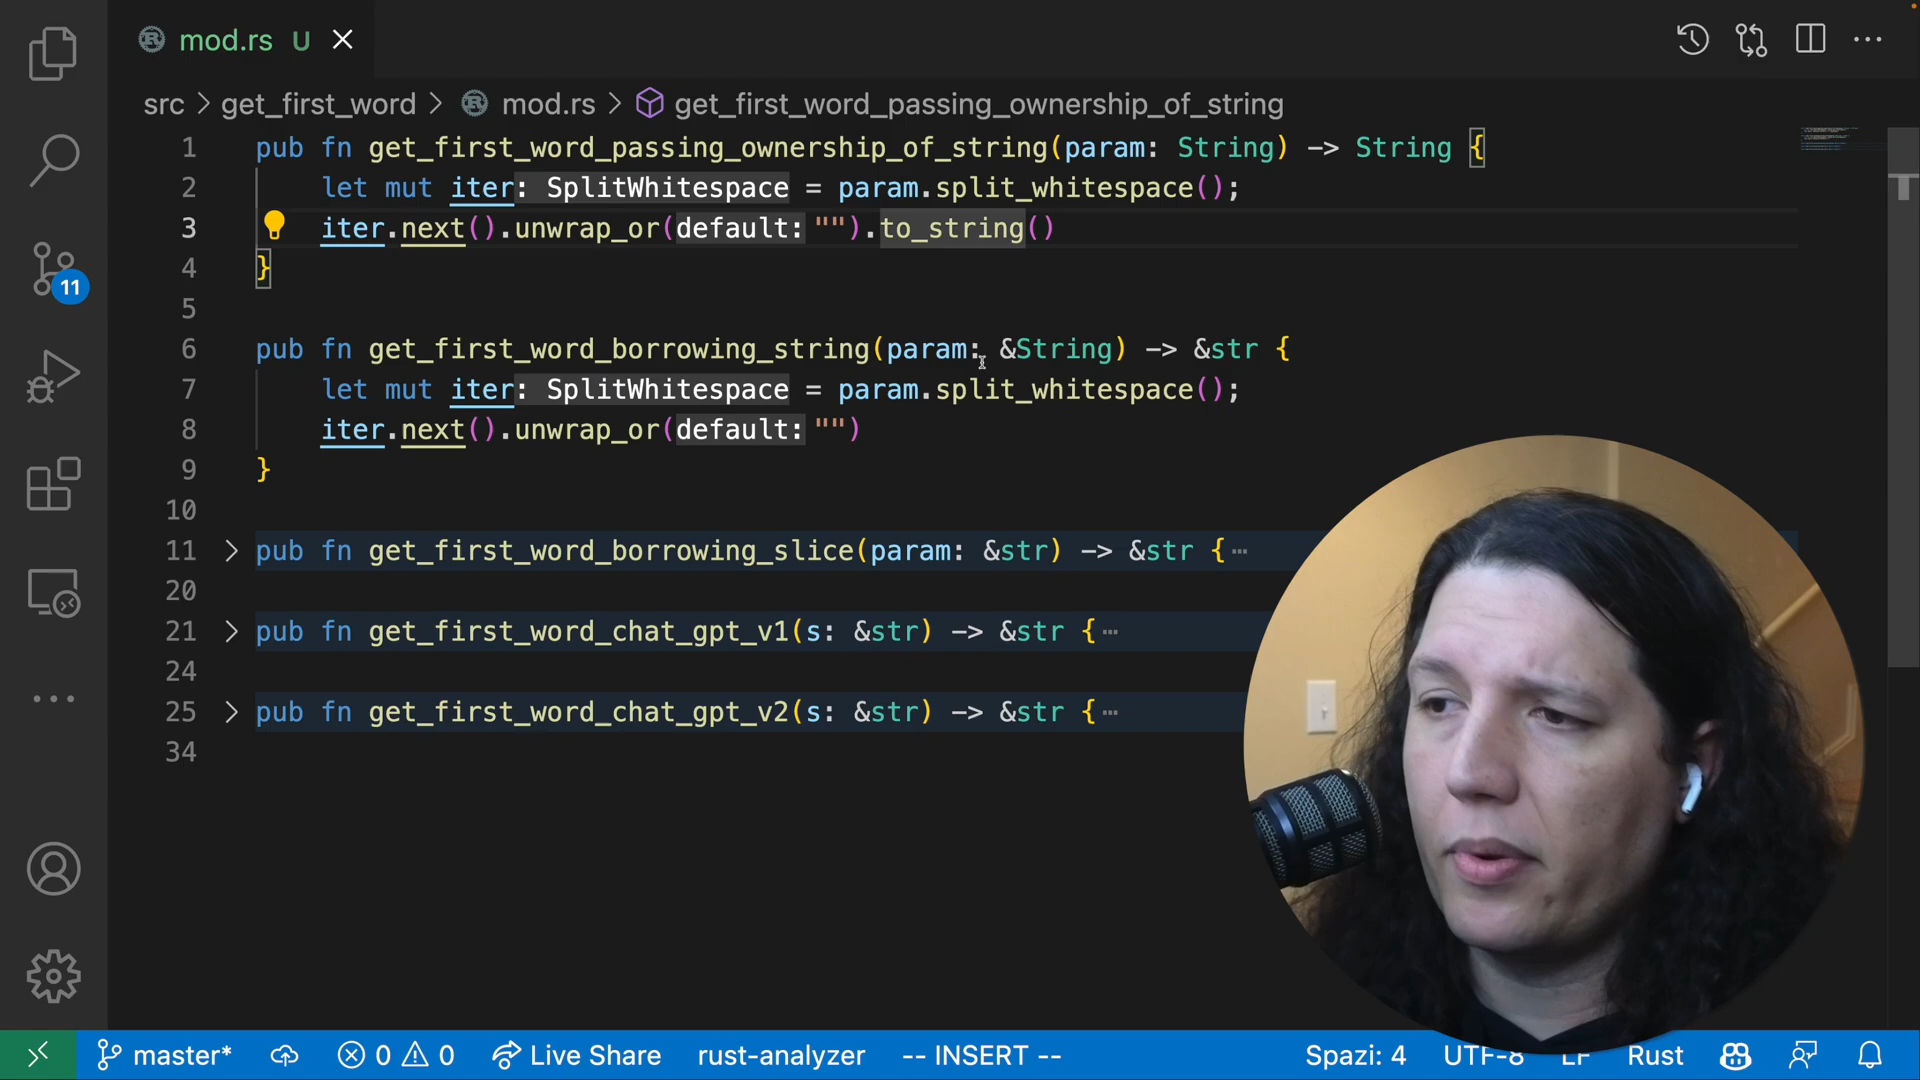 mod.rs U
src > get_first_word > mod.rs > get_first_word_passing_ownership_of_string
1 pub fn get_first_word_passing_ownership_of_string(param: String) -> String {
2 let mut iter: SplitWhitespace = param.split_whitespace();
3 iter.next().unwrap_or(default: "").to_string()
4 }
5
6 pub fn get_first_word_borrowing_string(param: &String) -> &str {
7 let mut iter: SplitWhitespace = param.split_whitespace();
8 iter.next().unwrap_or(default: "")
9 }
10
11 pub fn get_first_word_borrowing_slice(param: &str) -> &str {…
20
21 pub fn get_first_word_chat_gpt_v1(s: &str) -> &str {…
24
25 pub fn get_first_word_chat_gpt_v2(s: &str) -> &str {…
34
11
master* 0 0 Live Share rust-analyzer -- INSERT -- Spazi: 4 UTF-8 LF Rust